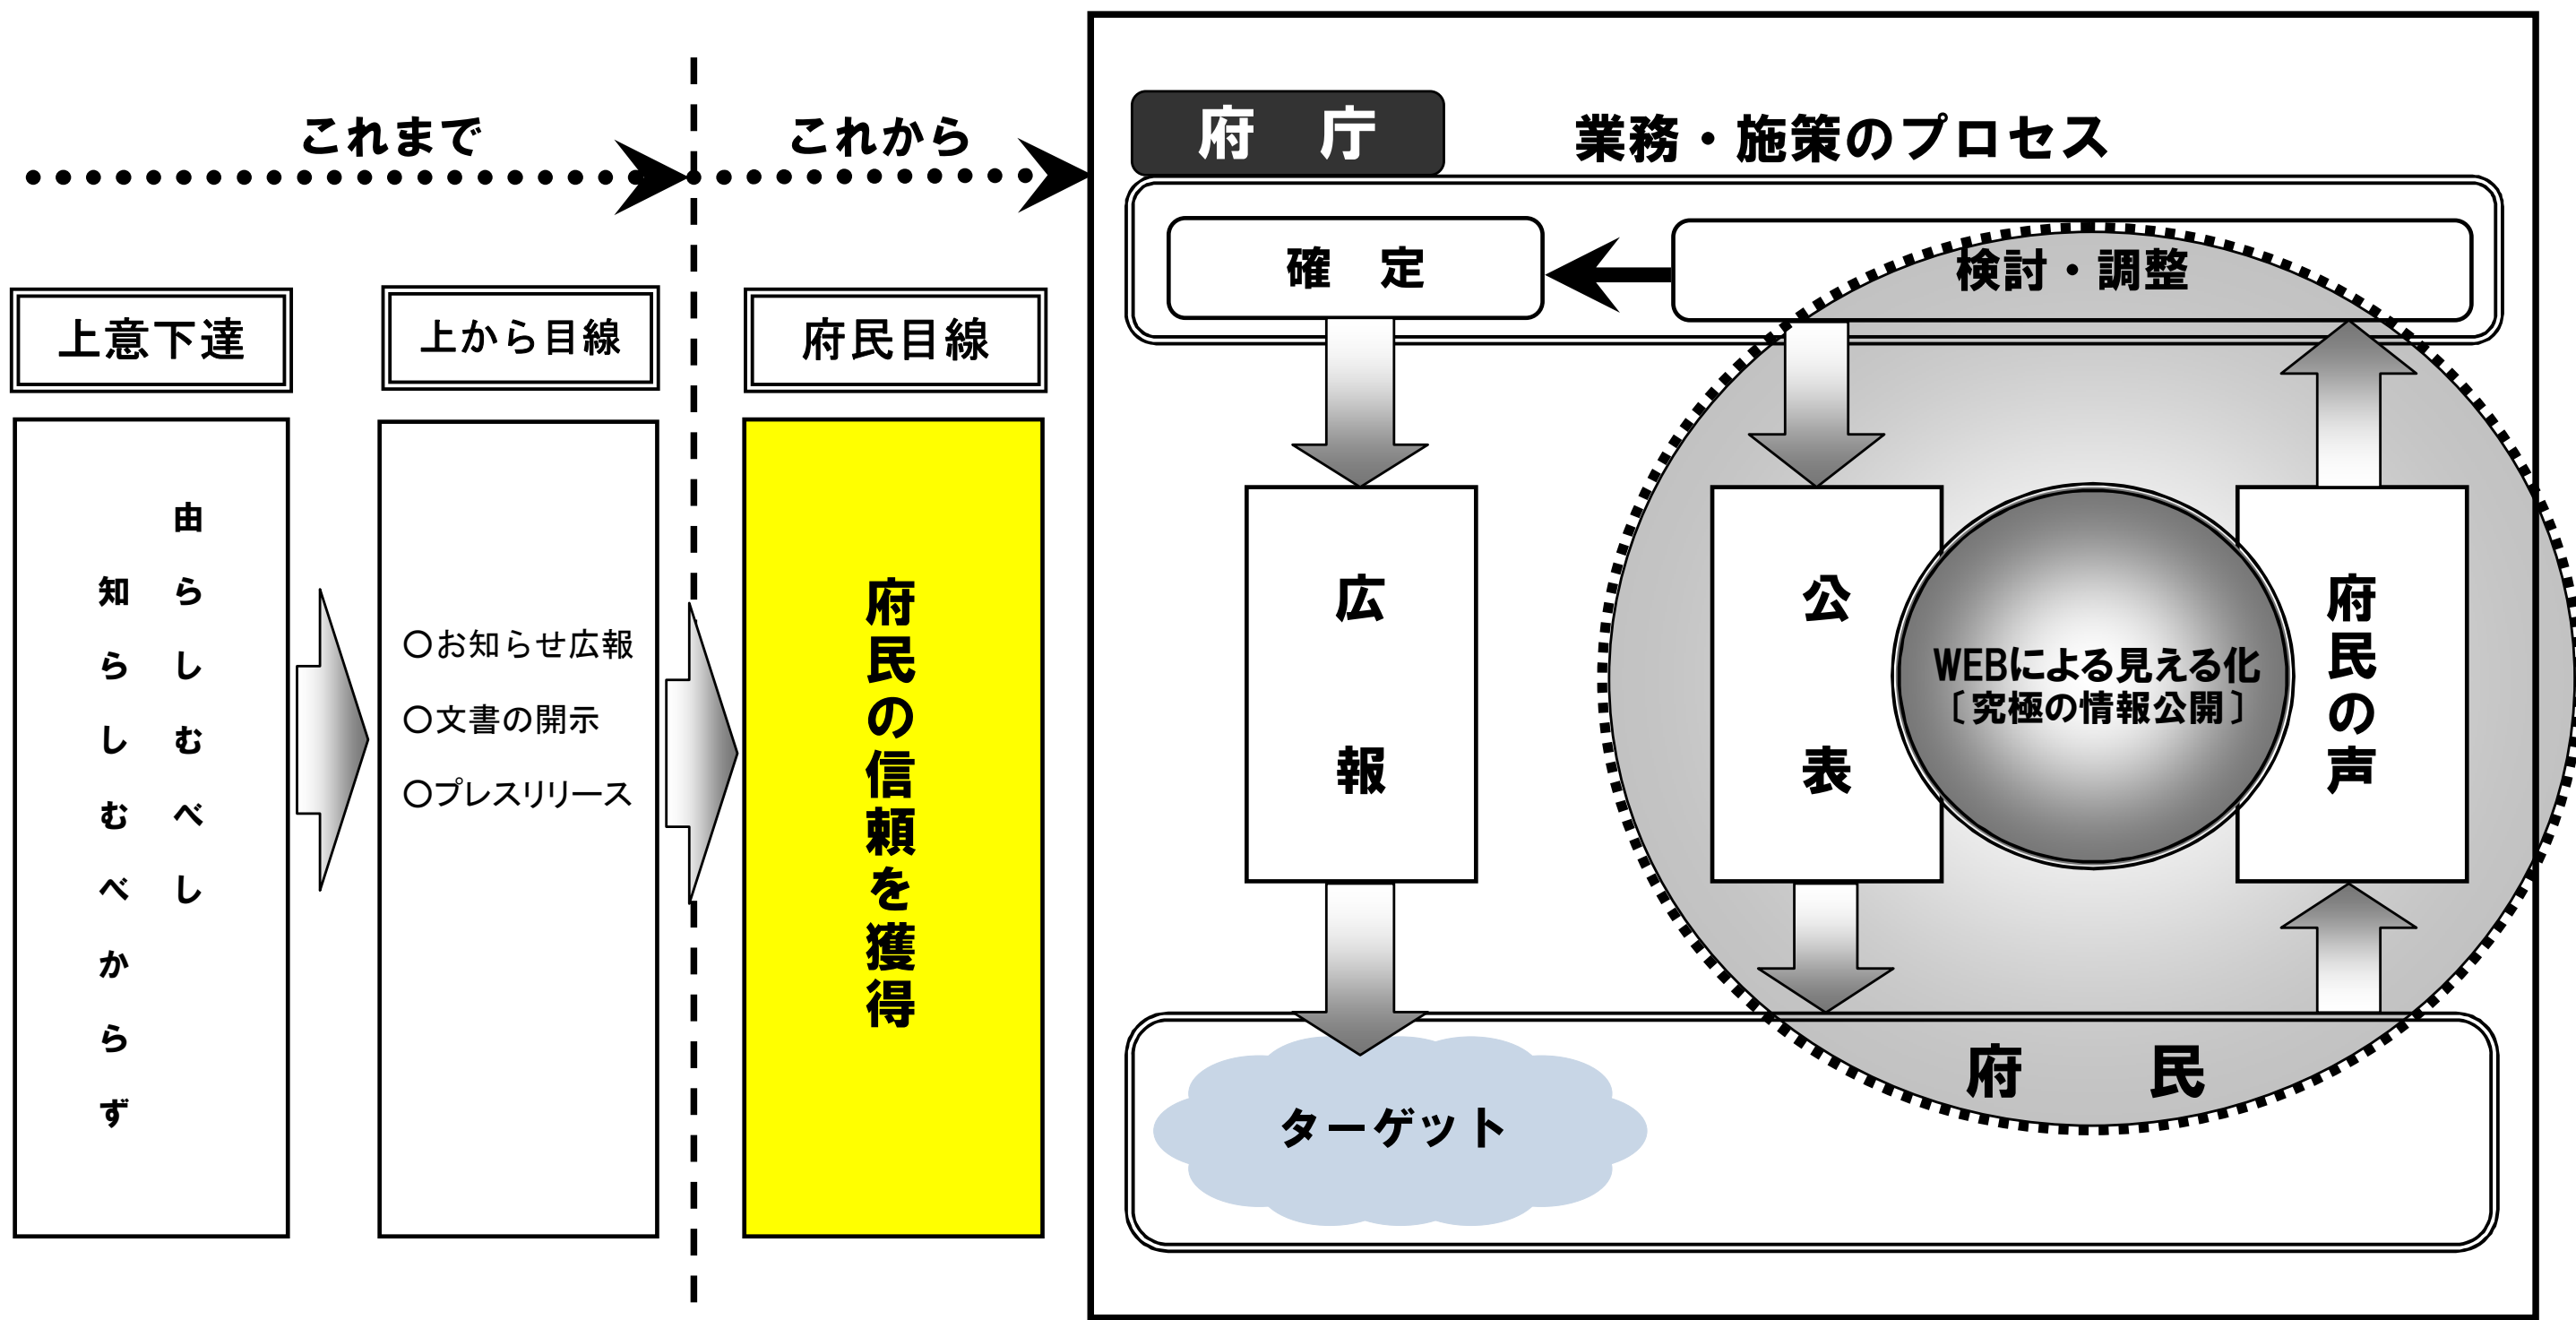 これまで
これから
上意下達
由らしむべし
知らしむべからず
上から目線
〇お知らせ広報
〇文書の開示
〇プレスリリース
府民目線
府民の信頼を獲得
府　庁
業務・施策のプロセス
確　定
検討・調整
広報
公表
WEBによる見える化
〔究極の情報公開〕
府民の声
ターゲット
府　民